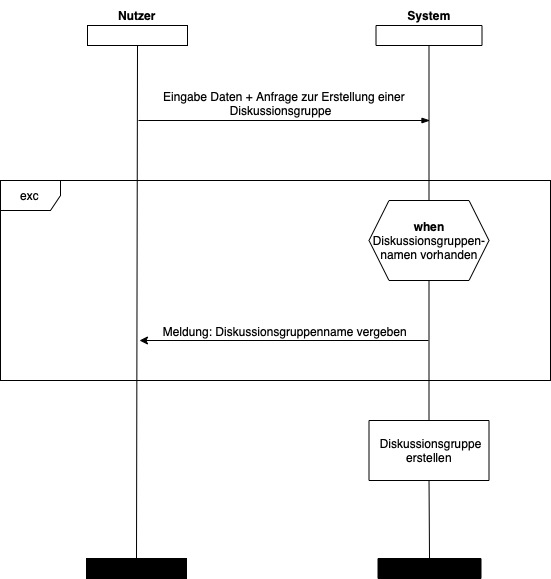 Nutzer
System
Eingabe Daten + Anfrage zur Erstellung einer
Diskussionsgruppe
exc
when
Diskussionsgruppen-
namen vorhanden
Meldung: Diskussionsgruppenname vergeben
Diskussionsgruppe
erstellen